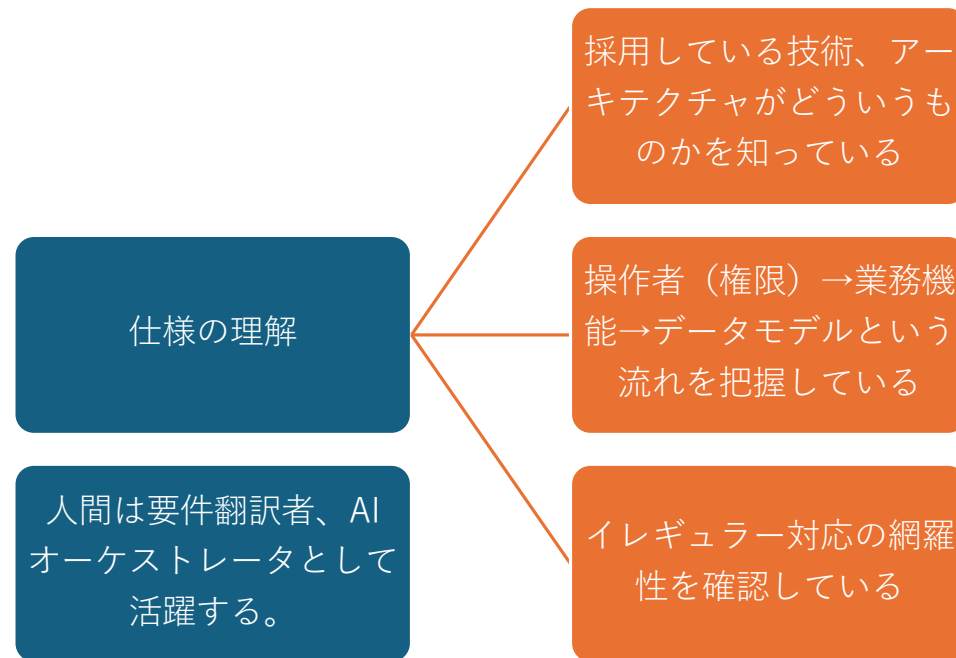 採用している技術、アー
キテクチャがどういうも
のかを知っている
仕様の理解
操作者（権限）→業務機
能→データモデルという
流れを把握している
人間は要件翻訳者、AI
オーケストレータとして
活躍する。
イレギュラー対応の網羅
性を確認している